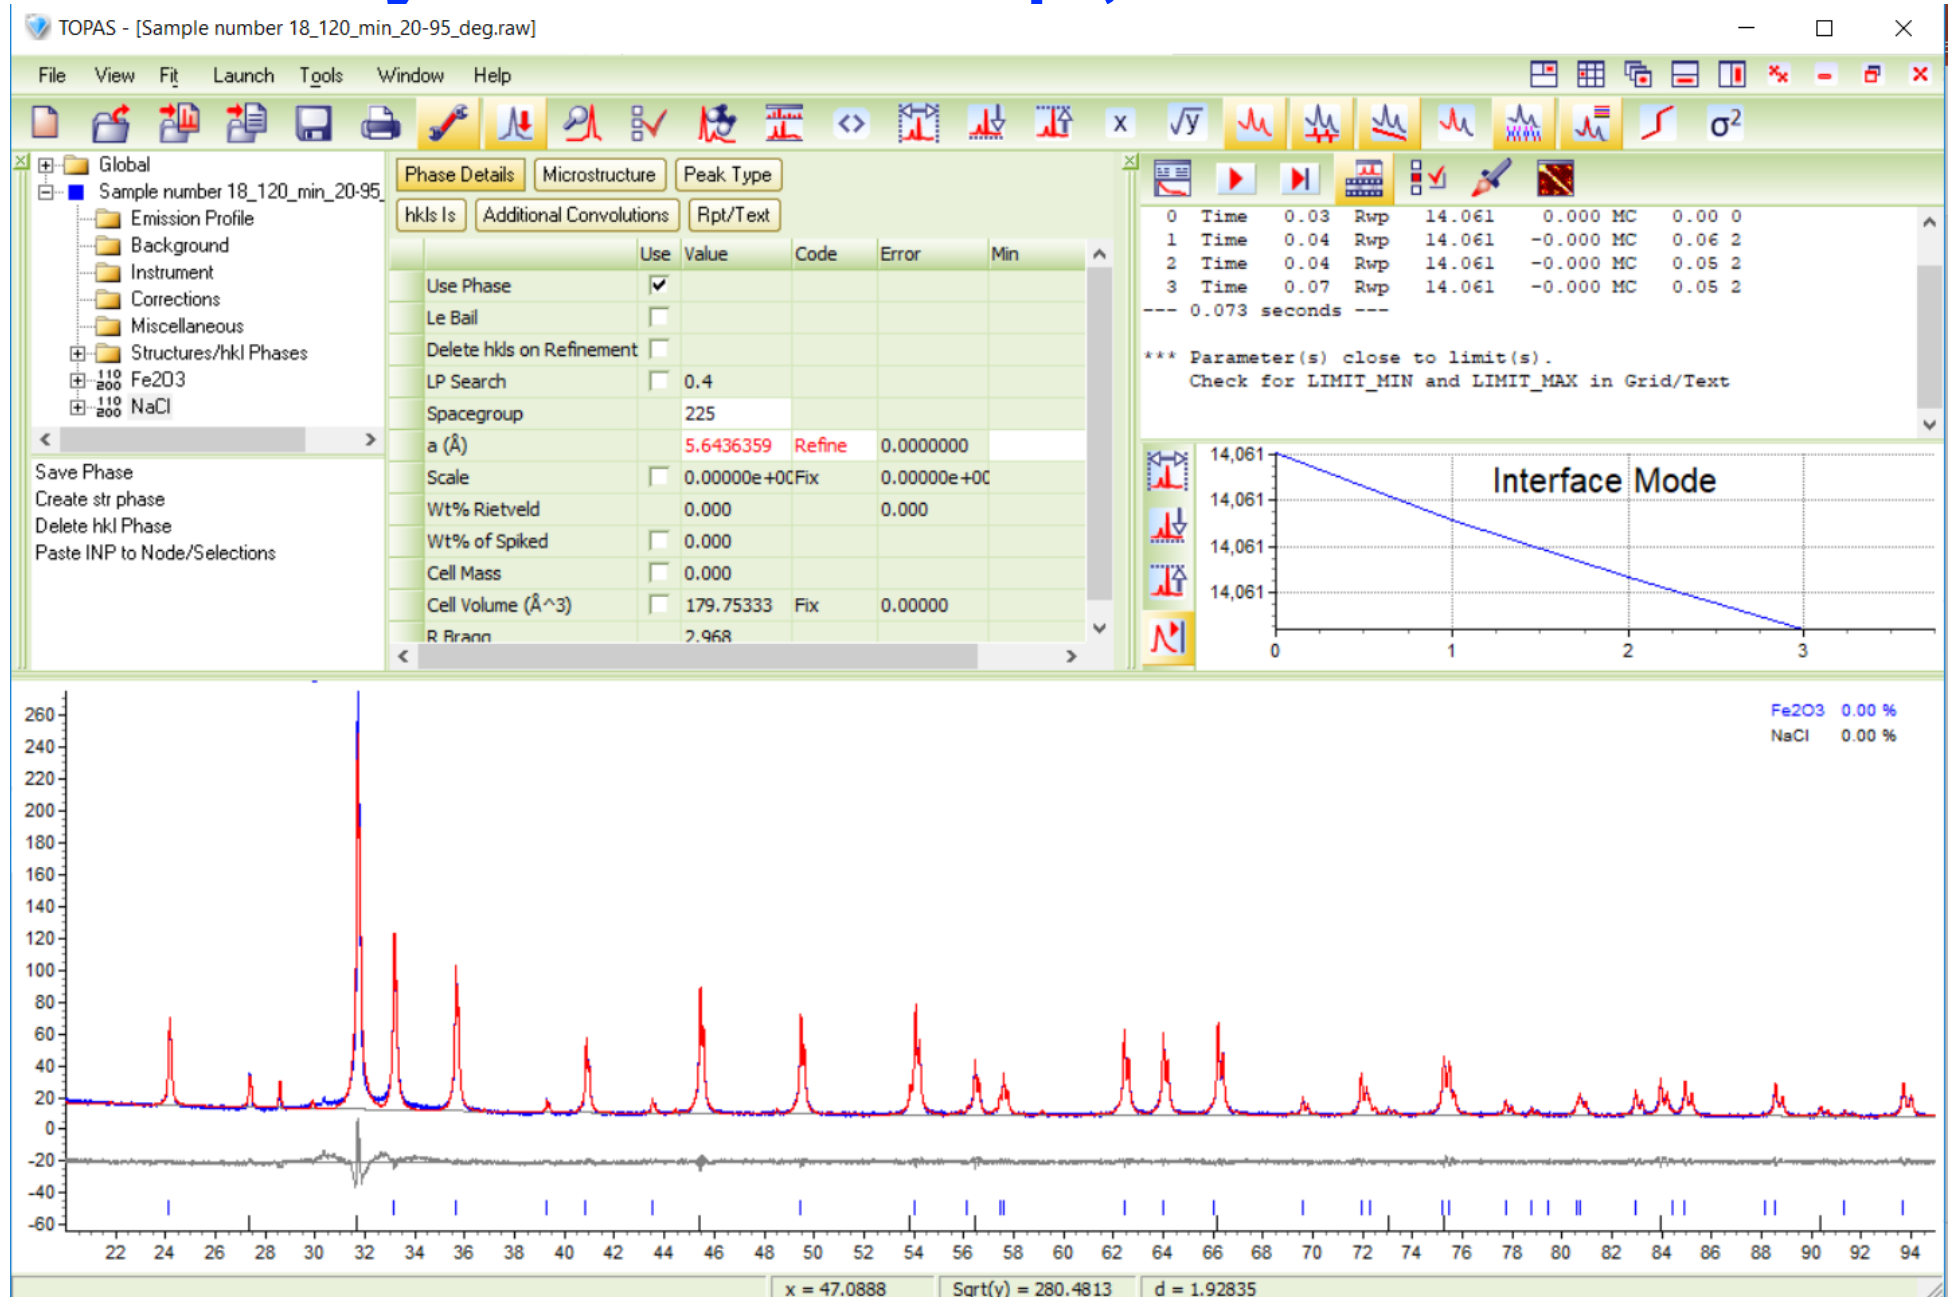 TOPAS - [Sample number 18_120_min_20-95_deg.raw]
File View Fit Launch Tools Window Help
x √y σ²
Global
Sample number 18_120_min_20-95_
Emission Profile
Background
Instrument
Corrections
Miscellaneous
Structures/hkl Phases
110 200 Fe2O3
110 200 NaCl
Save Phase
Create str phase
Delete hkl Phase
Paste INP to Node/Selections
Phase Details Microstructure Peak Type
hkls Is Additional Convolutions Rpt/Text
Use Value Code Error Min
Use Phase
Le Bail
Delete hkls on Refinement
LP Search 0.4
Spacegroup 225
a (Å) 5.6436359 Refine 0.0000000
Scale 0.00000e+00 Fix 0.00000e+00
Wt% Rietveld 0.000 0.000
Wt% of Spiked 0.000
Cell Mass 0.000
Cell Volume (Å^3) 179.75333 Fix 0.00000
R Bragg 2.968
0 Time 0.03 Rwp 14.061 0.000 MC 0.00 0
1 Time 0.04 Rwp 14.061 -0.000 MC 0.06 2
2 Time 0.04 Rwp 14.061 -0.000 MC 0.05 2
3 Time 0.07 Rwp 14.061 -0.000 MC 0.05 2
--- 0.073 seconds ---
*** Parameter(s) close to limit(s).
Check for LIMIT_MIN and LIMIT_MAX in Grid/Text
Interface Mode
14,061
14,061
14,061
14,061
0 1 2 3
Fe2O3 0.00 %
NaCl 0.00 %
260
240
220
200
180
160
140
120
100
80
60
40
20
0
-20
-40
-60
22 24 26 28 30 32 34 36 38 40 42 44 46 48 50 52 54 56 58 60 62 64 66 68 70 72 74 76 78 80 82 84 86 88 90 92 94
x = 47.0888 Sqrt(y) = 280.4813 d = 1.92835